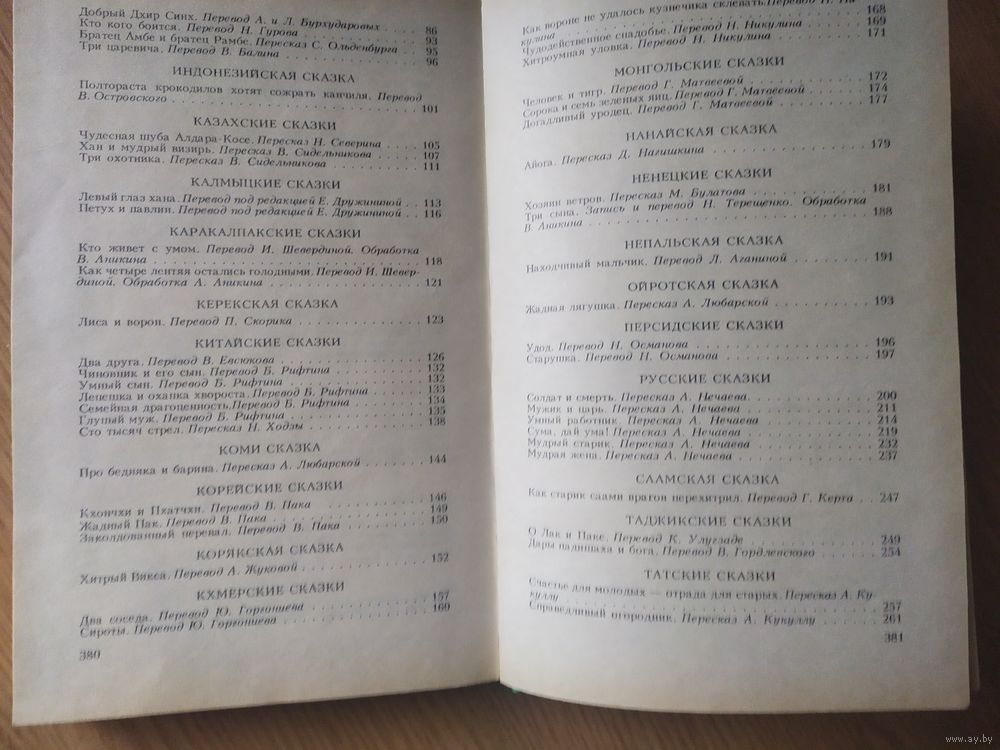 Добрый Дхир Синх. Перевод А. и Л. Бурхударовых . . 86
Кто кого боится. Перевод Н. Гурова . . . . . . . . 93
Братец Амбе и братец Рамбе. Пересказ С. Ольденбурга . 95
Три царевича. Перевод В. Балина . . . . . . . . . 96
ИНДОНЕЗИЙСКАЯ СКАЗКА
Полтораста крокодилов хотят сожрать канчиля. Перевод
В. Островского . . . . . . . . . . . . . . . . 101
КАЗАХСКИЕ СКАЗКИ
Чудесная шуба Алдара-Косе. Пересказ Н. Северина . . . 105
Хан и мудрый визирь. Пересказ В. Сидельникова . . . . 107
Три охотника. Пересказ В. Сидельникова . . . . . . . 111
КАЛМЫЦКИЕ СКАЗКИ
Левый глаз хана. Перевод под редакцией Е. Дружининой . . 113
Петух и павлин. Перевод под редакцией Е. Дружининой . . 116
КАРАКАЛПАКСКИЕ СКАЗКИ
Кто живет с умом. Перевод И. Шевердиной. Обработка
В. Аникина . . . . . . . . . . . . . . . . . . 118
Как четыре лентяя остались голодными. Перевод И. Шевер-
диной. Обработка А. Аникина . . . . . . . . . . . 121
КЕРЕКСКАЯ СКАЗКА
Лиса и ворон. Перевод П. Скорика . . . . . . . . . 123
КИТАЙСКИЕ СКАЗКИ
Два друга. Перевод В. Евсюкова . . . . . . . . . . 126
Чиновник и его сын. Перевод Б. Рифтина . . . . . . . 132
Умный сын. Перевод Б. Рифтина . . . . . . . . . . 132
Лепешка и охапка хвороста. Перевод Б. Рифтина . . . . 133
Семейная драгоценность. Перевод Б. Рифтина . . . . . 134
Глупый муж. Перевод Б. Рифтина . . . . . . . . . . 135
Сто тысяч стрел. Пересказ Н. Ходзы . . . . . . . . 138
КОМИ СКАЗКА
Про бедняка и барина. Пересказ А. Любарской . . . . . 144
КОРЕЙСКИЕ СКАЗКИ
Кхончхи и Пхатчхи. Перевод В. Пака . . . . . . . . 146
Жадный Пак. Перевод В. Пака . . . . . . . . . . . 149
Заколдованный перевал. Перевод В. Пака . . . . . . . 150
КОРЯКСКАЯ СКАЗКА
Хитрый Викса. Перевод А. Жуковой . . . . . . . . . 152
КХМЕРСКИЕ СКАЗКИ
Два соседа. Перевод Ю. Горгониева . . . . . . . . . 157
Сироты. Перевод Ю. Горгониева . . . . . . . . . . 160
380
Как вороне не удалось кузнечика склевать. Перевод Н. Ни-
кулина . . . . . . . . . . . . . . . . . . . . 168
Чудодейственное снадобье. Перевод Н. Никулина . . . . 169
Хитроумная уловка. Перевод Н. Никулина . . . . . . . 171
МОНГОЛЬСКИЕ СКАЗКИ
Человек и тигр. Перевод Г. Матвеевой . . . . . . . . 172
Сорока и семь зеленых яиц. Перевод Г. Матвеевой . . . 174
Догадливый уродец. Перевод Г. Матвеевой . . . . . . 177
НАНАЙСКАЯ СКАЗКА
Айога. Пересказ Д. Нагишкина . . . . . . . . . . . 179
НЕНЕЦКИЕ СКАЗКИ
Хозяин ветров. Пересказ М. Булатова . . . . . . . . 181
Три сына. Запись и перевод Н. Терещенко. Обработка
В. Аникина . . . . . . . . . . . . . . . . . . 188
НЕПАЛЬСКАЯ СКАЗКА
Находчивый мальчик. Перевод Л. Аганиной . . . . . . 191
ОЙРОТСКАЯ СКАЗКА
Жадная лягушка. Пересказ А. Любарской . . . . . . . 193
ПЕРСИДСКИЕ СКАЗКИ
Удод. Перевод Н. Османова . . . . . . . . . . . . 196
Старушка. Перевод Н. Османова . . . . . . . . . . 197
РУССКИЕ СКАЗКИ
Солдат и смерть. Пересказ А. Нечаева . . . . . . . . 200
Мужик и царь. Пересказ А. Нечаева . . . . . . . . . 211
Умный работник. Пересказ А. Нечаева . . . . . . . . 214
Сума, дай ума! Пересказ А. Нечаева . . . . . . . . . 219
Мудрый старик. Пересказ А. Нечаева . . . . . . . . 232
Мудрая жена. Пересказ А. Нечаева . . . . . . . . . 237
СААМСКАЯ СКАЗКА
Как старик саами врагов перехитрил. Перевод Г. Керта . . 247
ТАДЖИКСКИЕ СКАЗКИ
О Лак и Паке. Перевод К. Улугзаде . . . . . . . . . 249
Дары падишаха и бога. Перевод В. Гордлевского . . . . 254
ТАТСКИЕ СКАЗКИ
Счастье для молодых — отрада для старых. Пересказ А. Ку-
куллу . . . . . . . . . . . . . . . . . . . . 257
Справедливый огородник. Пересказ А. Кукуллу . . . . . 261
381
www.ay.by